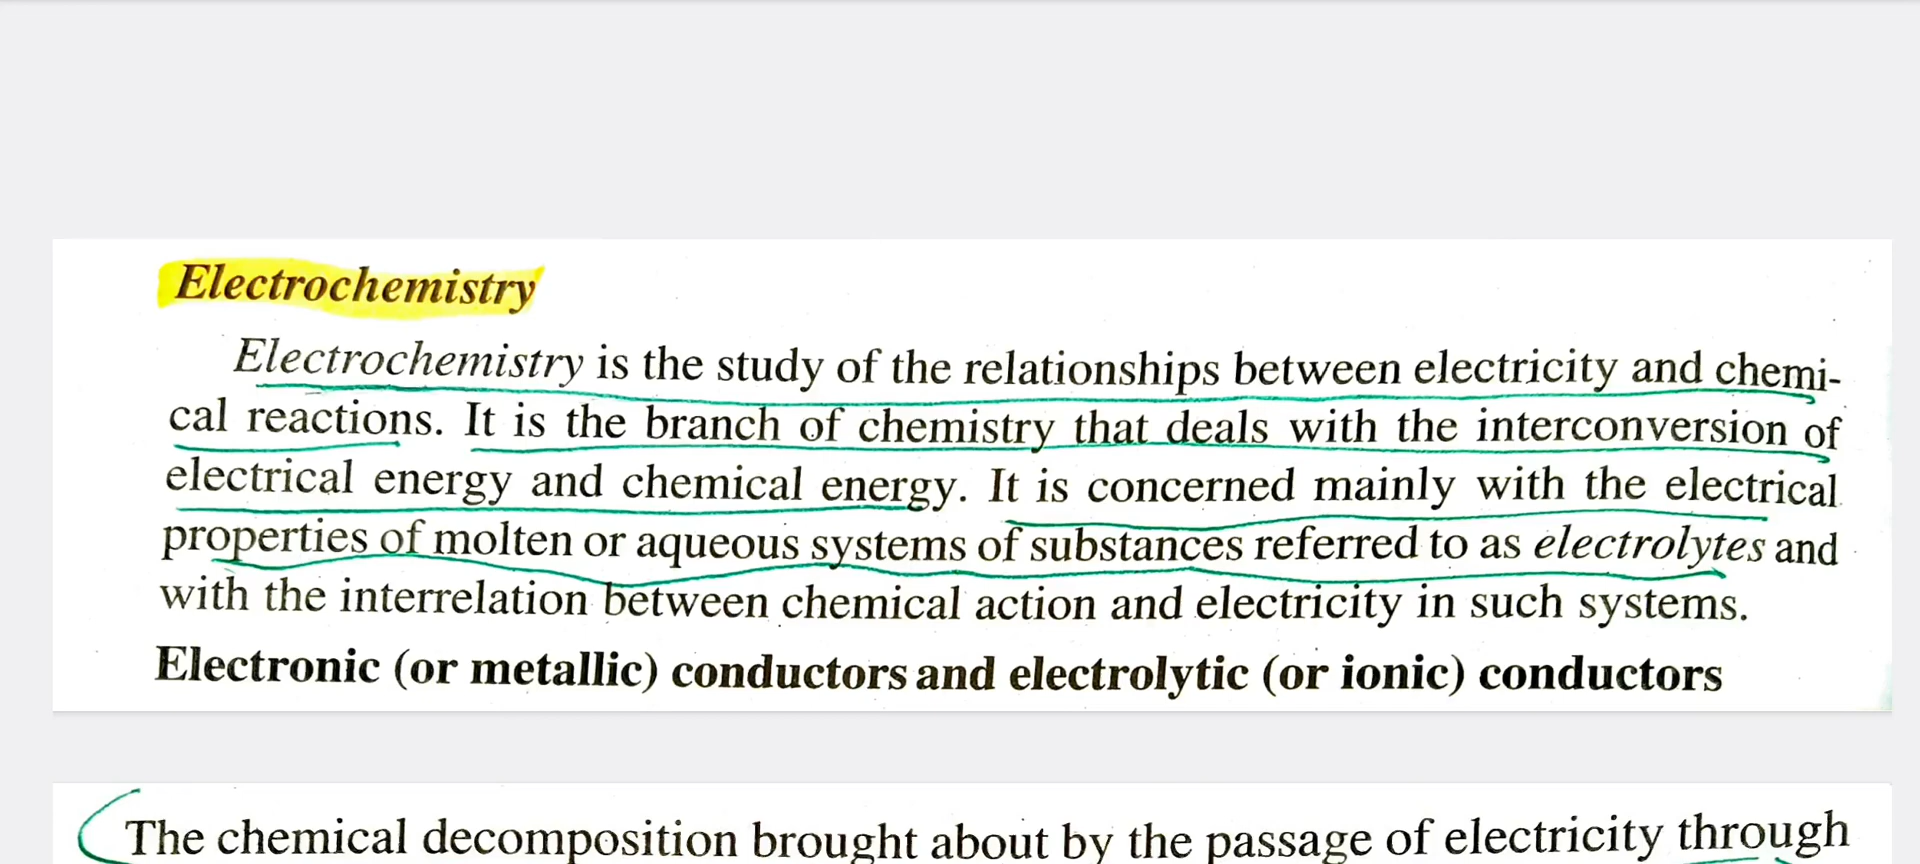 Electrochemistry
Electrochemistry is the study of the relationships between electricity and chemi-
cal reactions. It is the branch of chemistry that deals with the interconversion of
electrical energy and chemical energy. It is concerned mainly with the electrical
properties of molten or aqueous systems of substances referred to as electrolytes and
with the interrelation between chemical action and electricity in such systems.
Electronic (or metallic) conductors and electrolytic (or ionic) conductors
The chemical decomposition brought about by the passage of electricity through